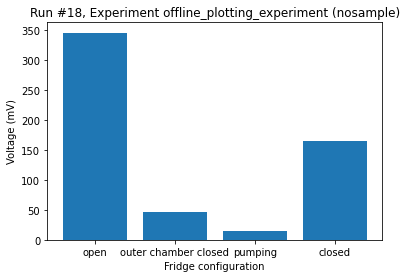 Run #18, Experiment offline_plotting_experiment (nosample)
350
300
250
200
150
100
50
0
Voltage (mV)
open outer chamber closed pumping closed
Fridge configuration